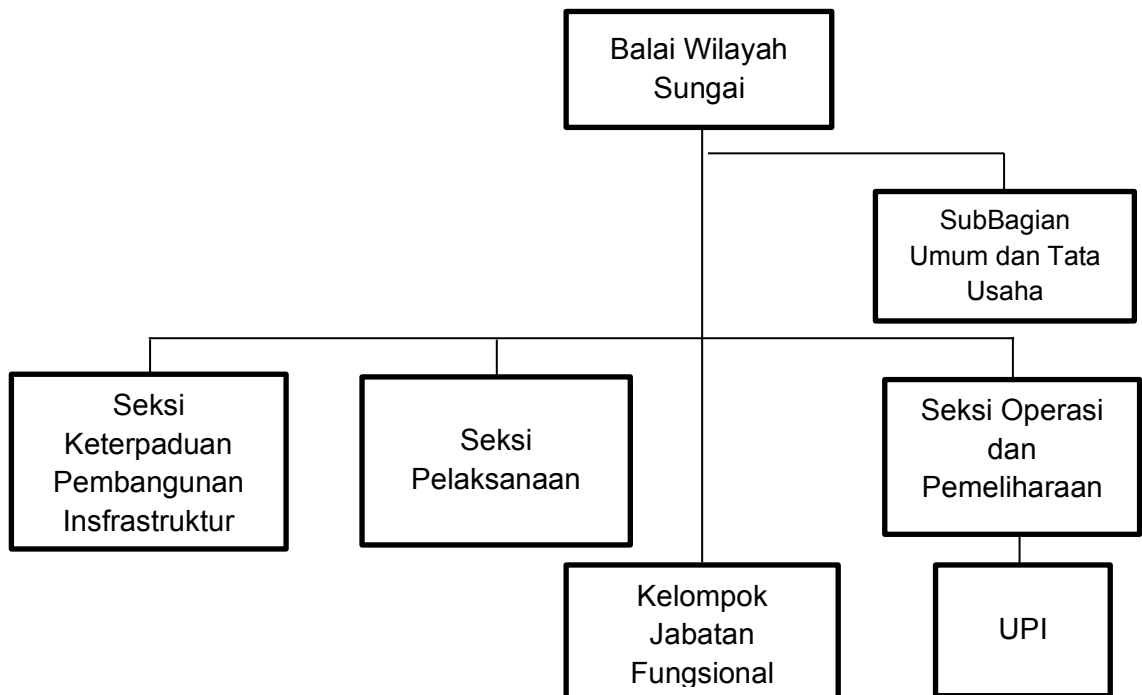 Balai Wilayah
Sungai
SubBagian
Umum dan Tata
Usaha
Seksi
Keterpaduan
Pembangunan
Insfrastruktur
Seksi
Pelaksanaan
Seksi Operasi
dan
Pemeliharaan
Kelompok
Jabatan
Fungsional
UPI